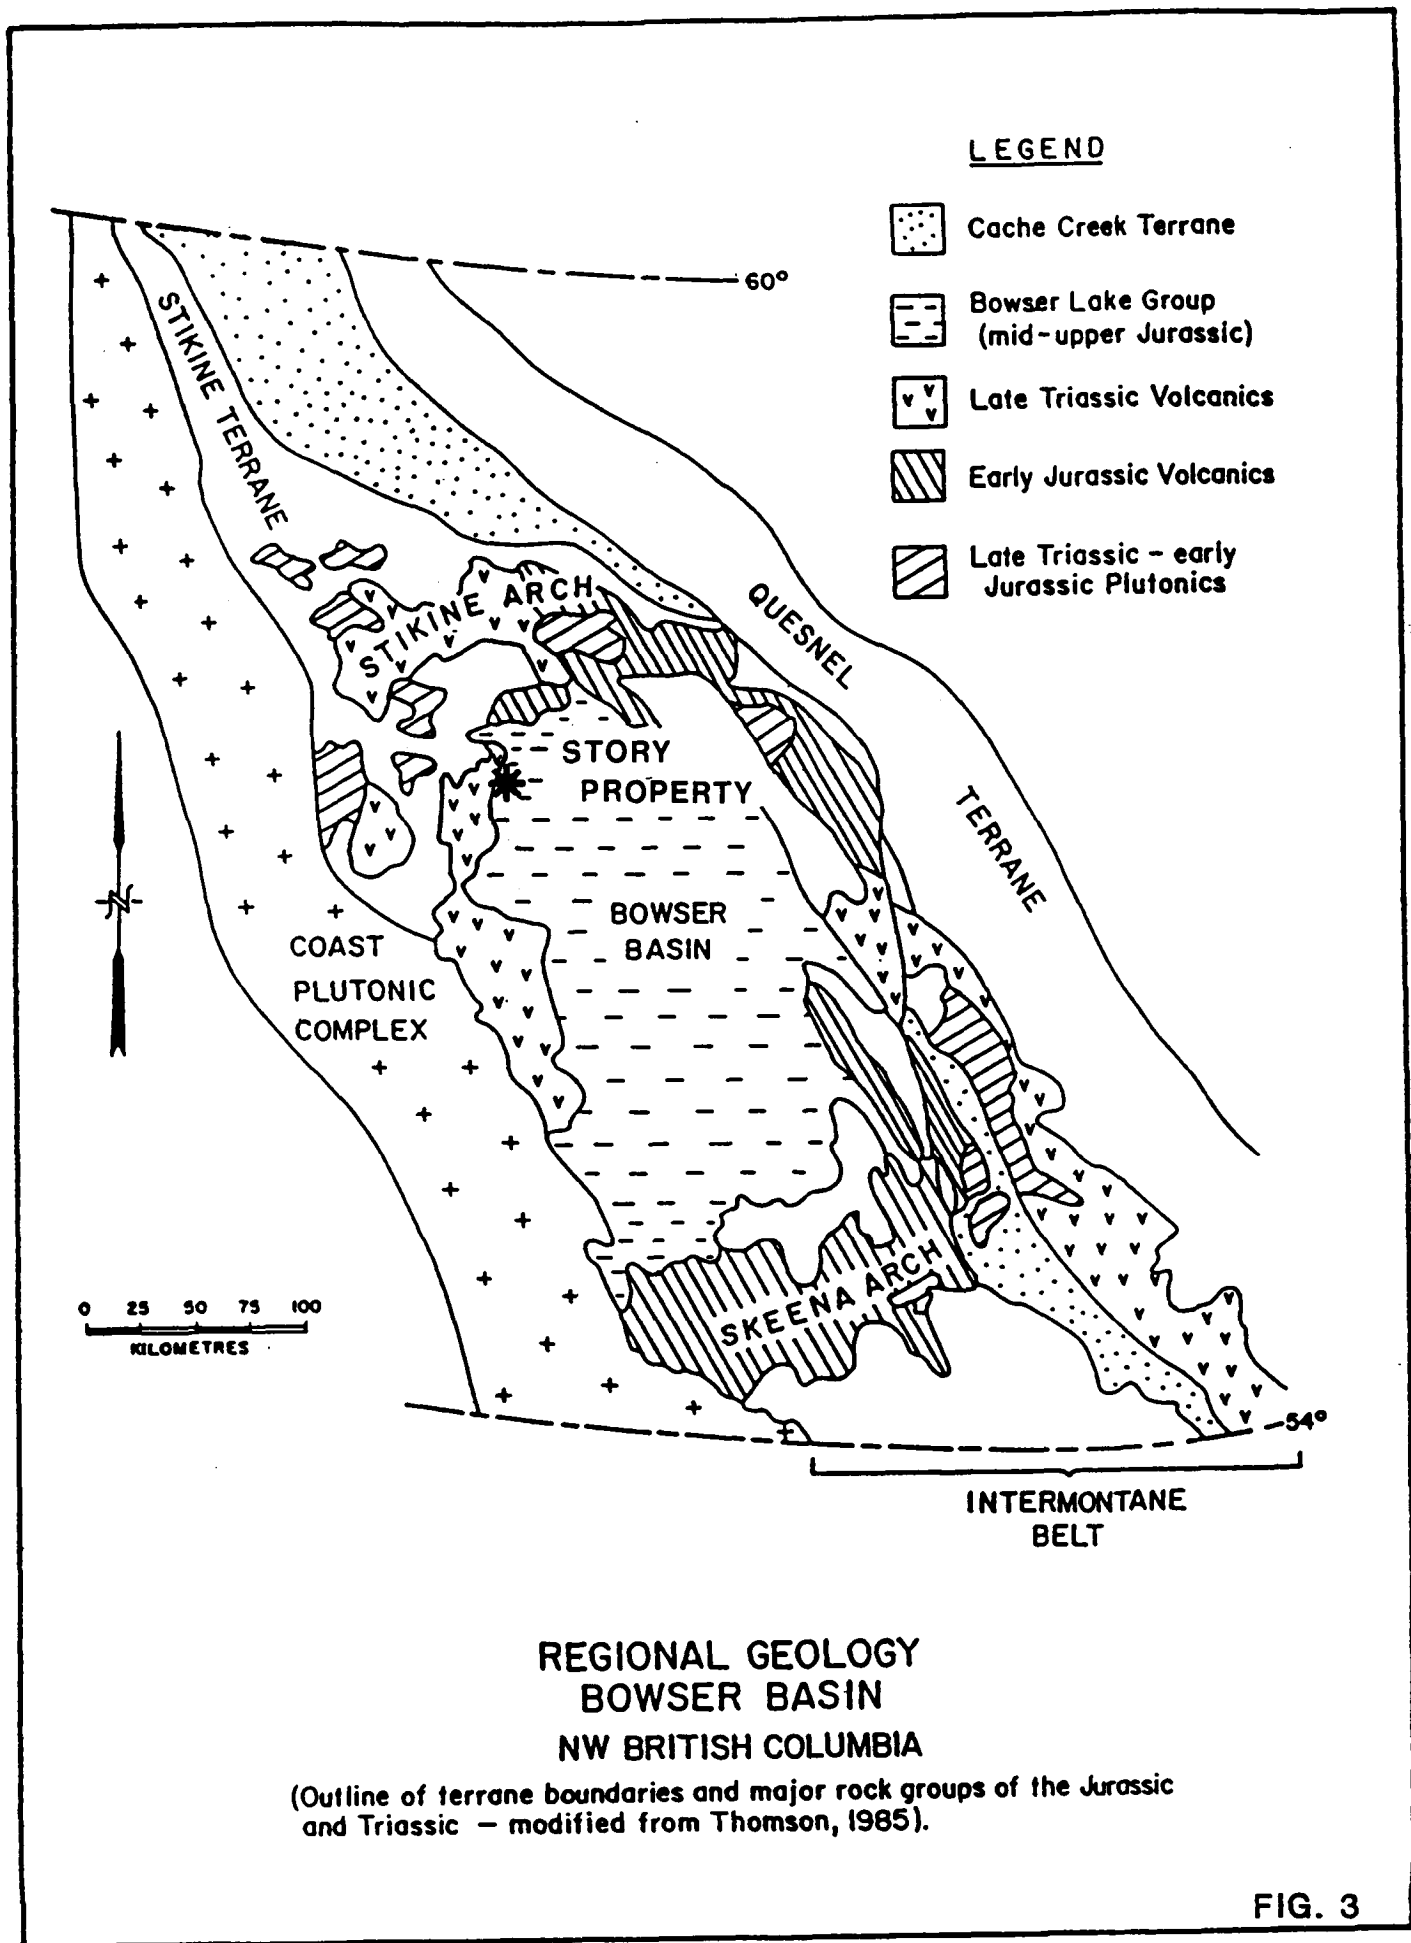 LEGEND
Cache Creek Terrane
Bowser Lake Group
(mid-upper Jurassic)
Late Triassic Volcanics
Early Jurassic Volcanics
Late Triassic - early
Jurassic Plutonics
60°
STIKINE TERRANE
STIKINE ARCH
QUESNEL
TERRANE
STORY
PROPERTY
BOWSER
BASIN
COAST
PLUTONIC
COMPLEX
N
SKEENA ARCH
0 25 50 75 100
KILOMETRES
54°
INTERMONTANE
BELT
REGIONAL GEOLOGY
BOWSER BASIN
NW BRITISH COLUMBIA
(Outline of terrane boundaries and major rock groups of the Jurassic
and Triassic - modified from Thomson, 1985).
FIG. 3